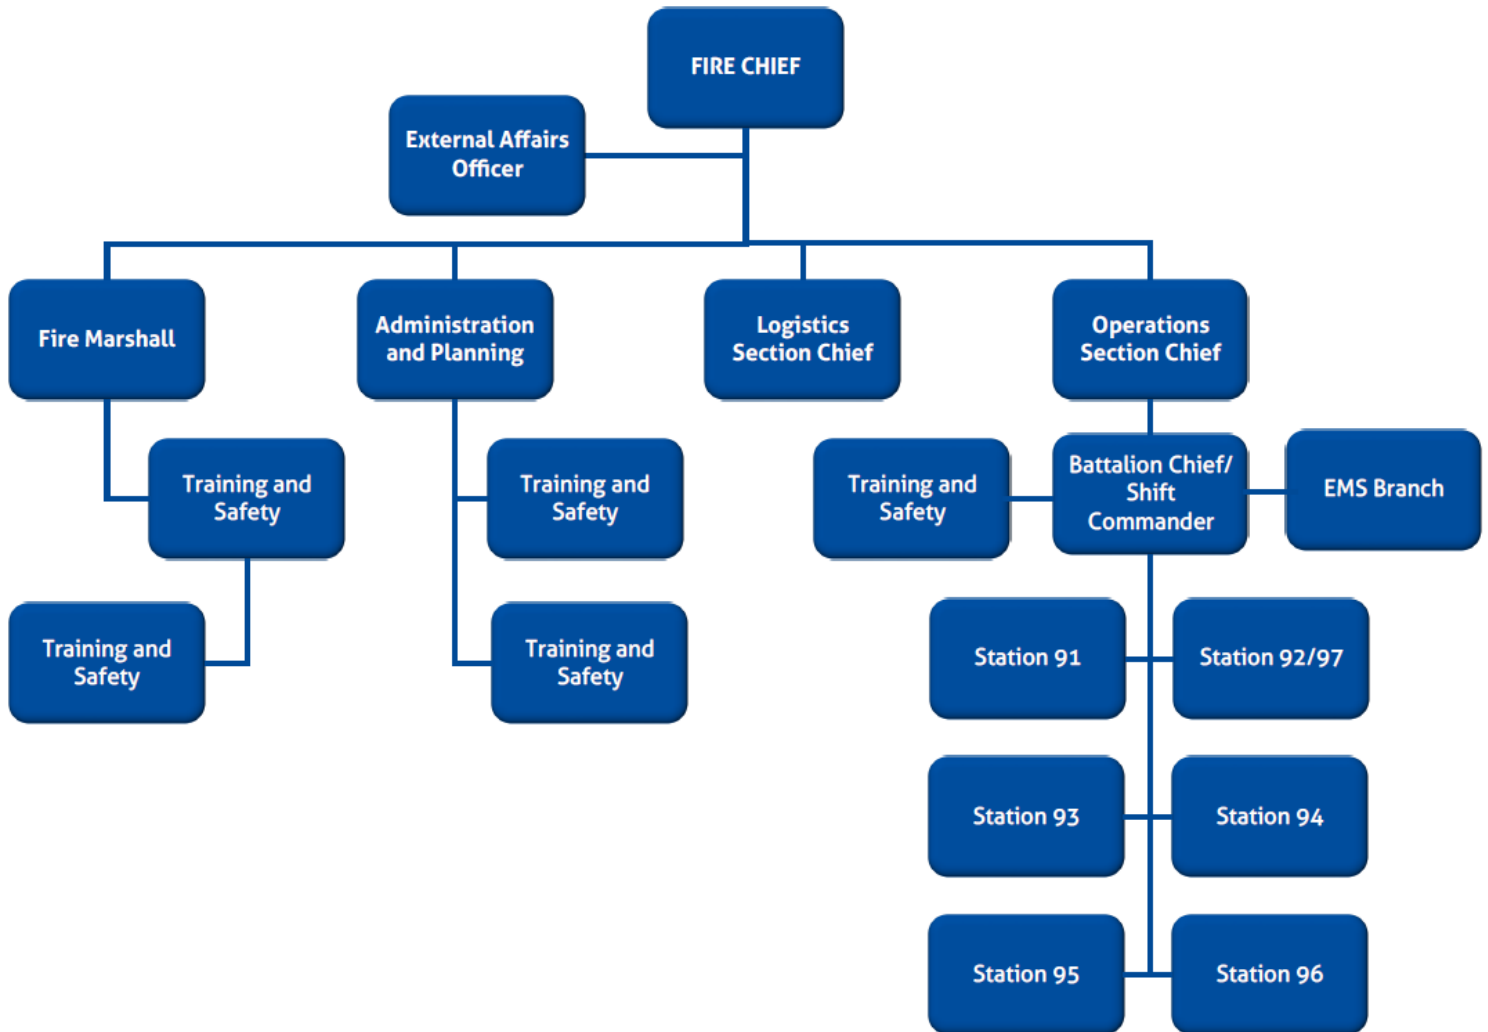 FIRE CHIEF
External Affairs
Officer
Fire Marshall
Administration
and Planning
Logistics
Section Chief
Operations
Section Chief
Training and
Safety
Training and
Safety
Training and
Safety
Battalion Chief/
Shift
Commander
EMS Branch
Training and
Safety
Training and
Safety
Station 91
Station 92/97
Station 93
Station 94
Station 95
Station 96